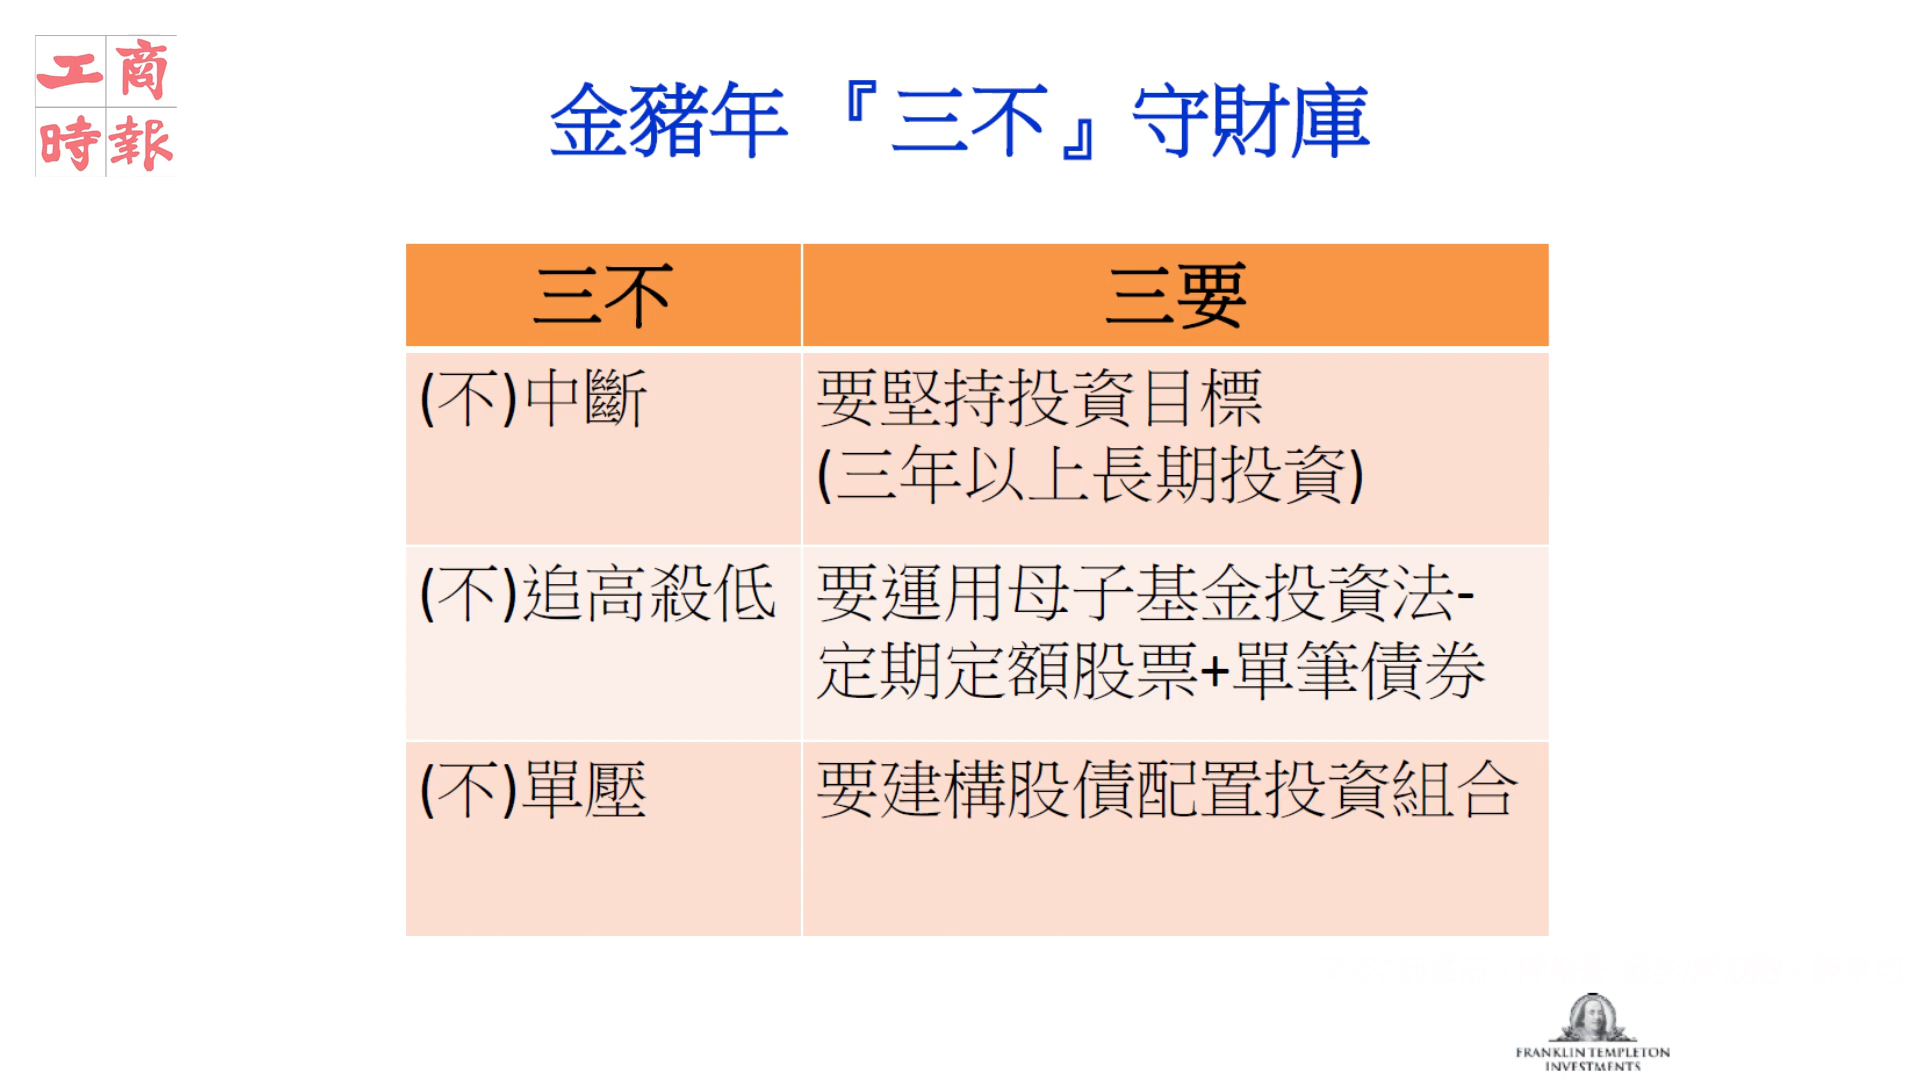 工商
時報
金豬年『三不』守財庫
三不
三要
(不)中斷
要堅持投資目標
(三年以上長期投資)
(不)追高殺低
要運用母子基金投資法-
定期定額股票+單筆債券
(不)單壓
要建構股債配置投資組合
FRANKLIN TEMPLETON
INVESTMENTS